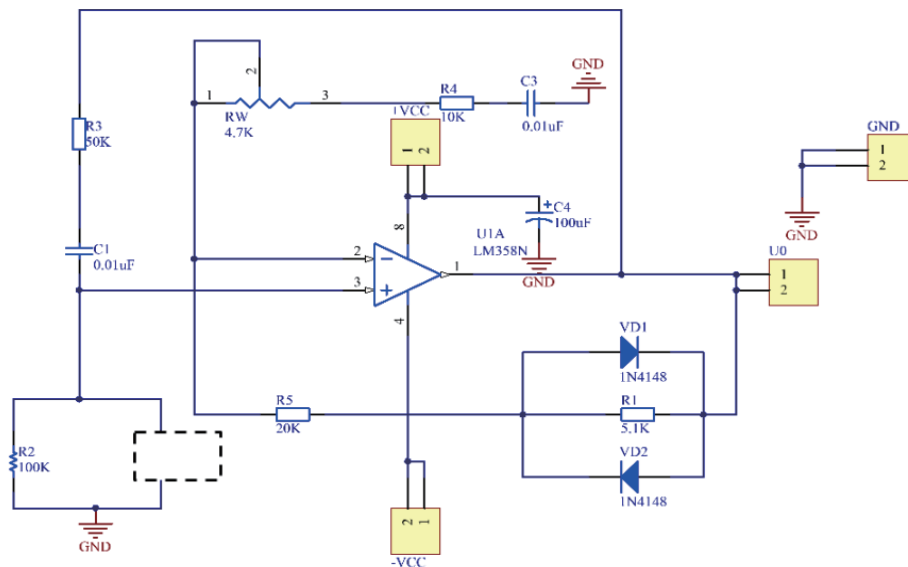 GND
2
C3
R4
1
3
RW
4.7K
+VCC
10K
0.01uF
R3
50K
1
2
GND
1
2
GND
C4
100uF
8
U1A
LM358N
C1
0.01uF
2
3
1
GND
U0
1
2
4
VD1
1N4148
R5
20K
R1
5.1K
R2
100K
VD2
1N4148
GND
2
1
-VCC